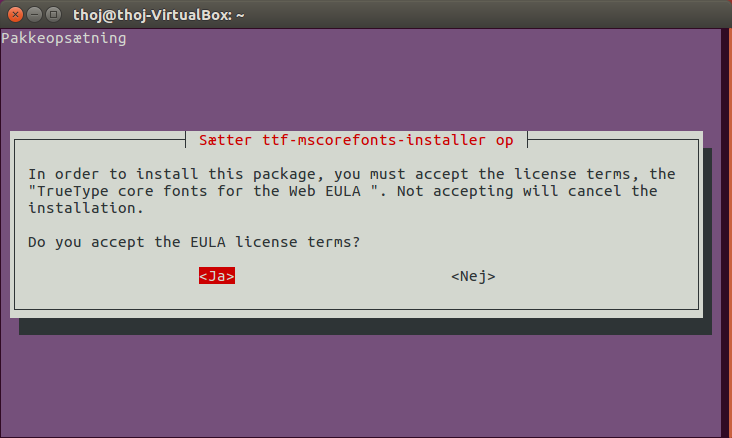 thoj@thoj-VirtualBox: ~
Pakkeopsætning
Sætter ttf-mscorefonts-installer op
In order to install this package, you must accept the license terms, the
"TrueType core fonts for the Web EULA ". Not accepting will cancel the
installation.
Do you accept the EULA license terms?
<Ja> <Nej>